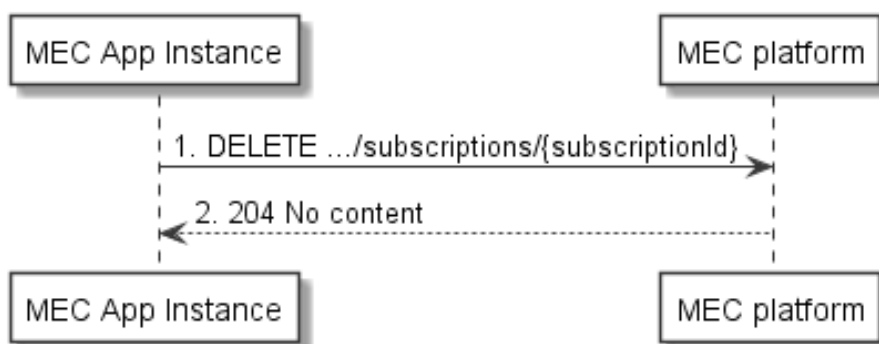 MEC App Instance
MEC platform
1. DELETE .../subscriptions/{subscriptionId}
2. 204 No content
MEC App Instance
MEC platform